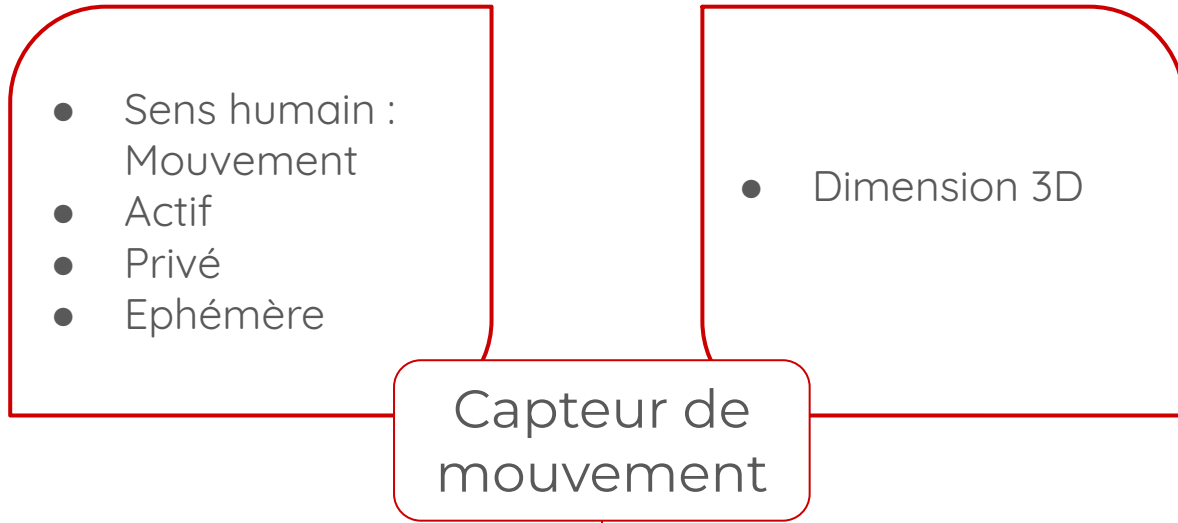 ● Sens humain :
Mouvement
● Actif
● Privé
● Ephémère
● Dimension 3D
Capteur de
mouvement